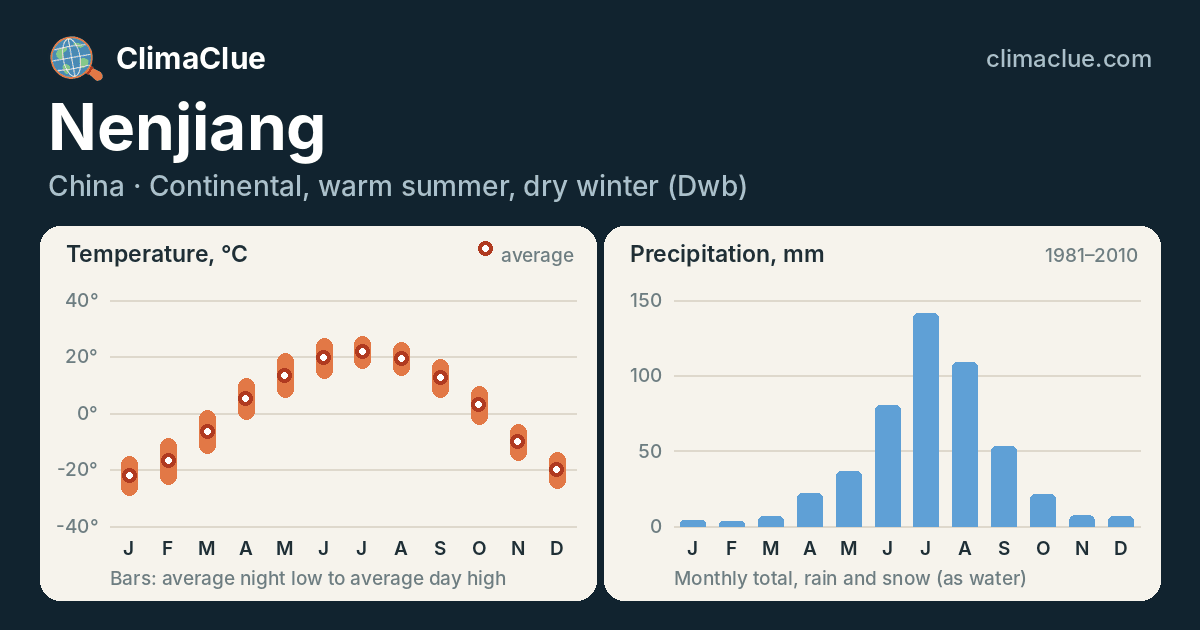 ClimaClue
climaclue.com
Nenjiang
China · Continental, warm summer, dry winter (Dwb)
Temperature, °C
average
40°
20°
0°
-20°
-40°
J F M A M J J A S O N D
Bars: average night low to average day high
Precipitation, mm
1981–2010
150
100
50
0
J F M A M J J A S O N D
Monthly total, rain and snow (as water)